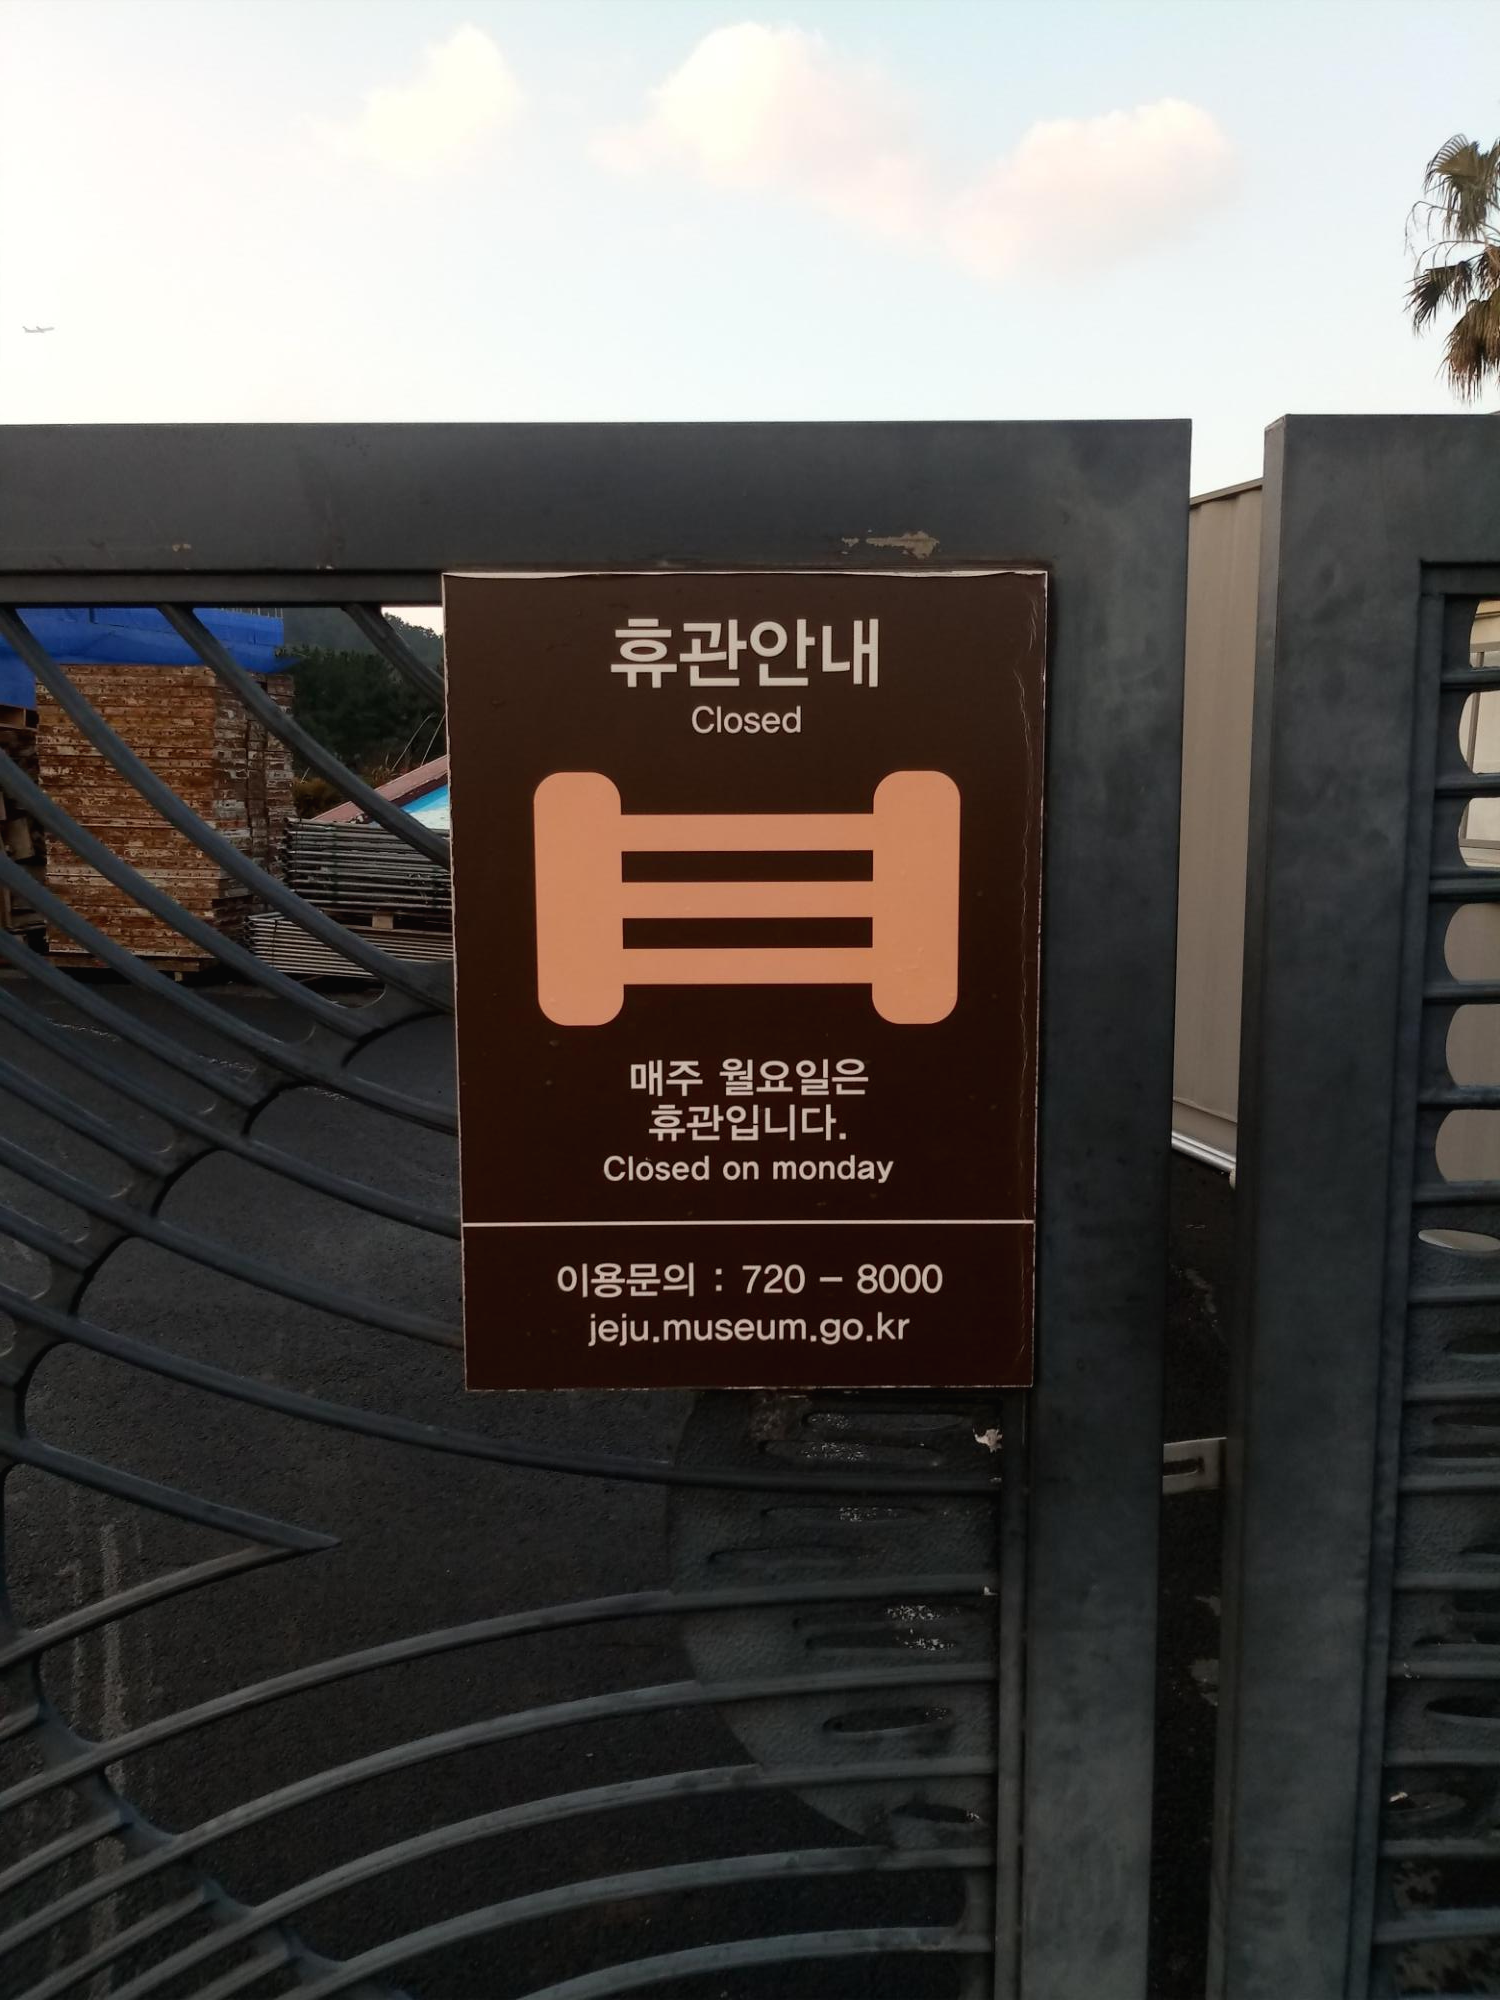 휴관안내
Closed
매주 월요일은
휴관입니다.
Closed on monday
이용문의 : 720 – 8000
jeju.museum.go.kr